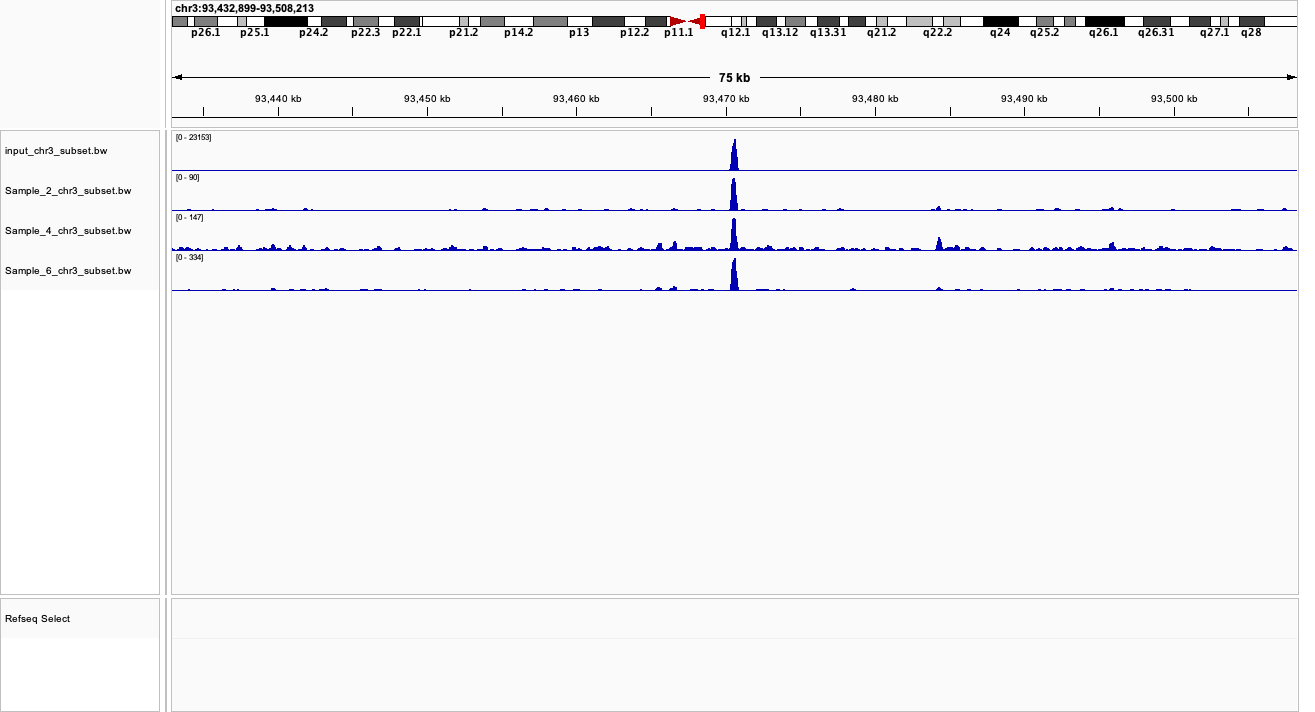 chr3:93,432,899-93,508,213
p26.1 p25.1 p24.2 p22.3 p22.1 p21.2 p14.2 p13 p12.2 p11.1 q12.1 q13.12 q13.31 q21.2 q22.2 q24 q25.2 q26.1 q26.31 q27.1 q28
75 kb
93,440 kb 93,450 kb 93,460 kb 93,470 kb 93,480 kb 93,490 kb 93,500 kb
[0 - 23153]
input_chr3_subset.bw
[0 - 90]
Sample_2_chr3_subset.bw
[0 - 147]
Sample_4_chr3_subset.bw
[0 - 334]
Sample_6_chr3_subset.bw
Refseq Select